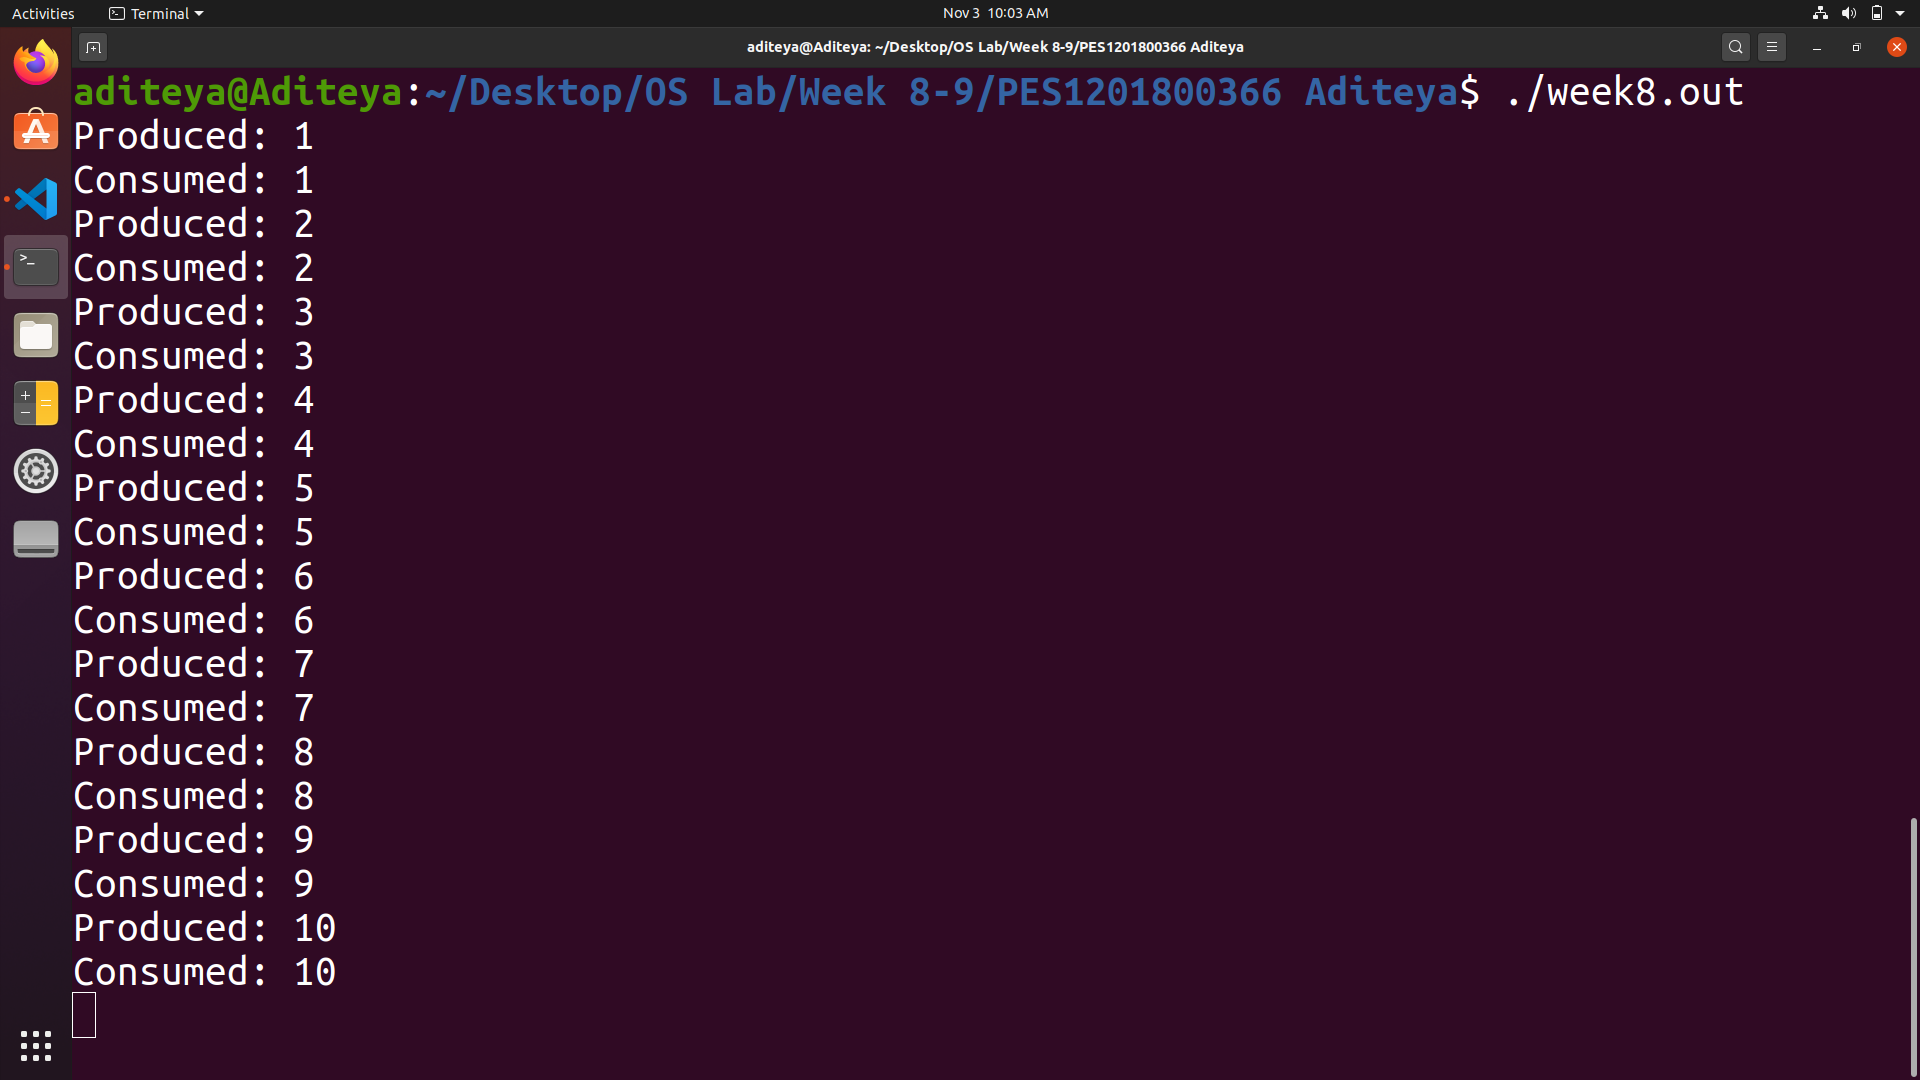 Activities Terminal Nov 3 10:03 AM
aditeya@Aditeya: ~/Desktop/OS Lab/Week 8-9/PES1201800366 Aditeya
aditeya@Aditeya:~/Desktop/OS Lab/Week 8-9/PES1201800366 Aditeya$ ./week8.out
Produced: 1
Consumed: 1
Produced: 2
Consumed: 2
Produced: 3
Consumed: 3
Produced: 4
Consumed: 4
Produced: 5
Consumed: 5
Produced: 6
Consumed: 6
Produced: 7
Consumed: 7
Produced: 8
Consumed: 8
Produced: 9
Consumed: 9
Produced: 10
Consumed: 10